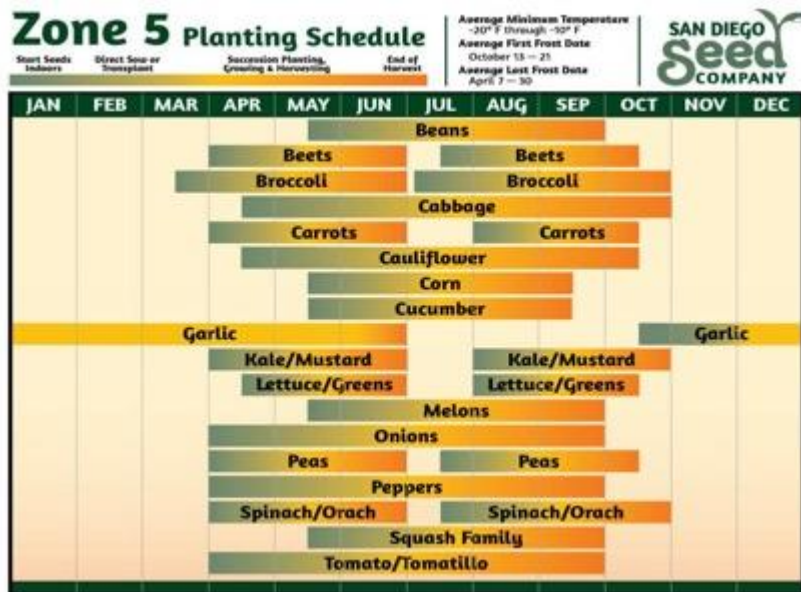 Zone 5 Planting Schedule
Start Seeds Indoors
Direct Sow or Transplant
Succession Planting, Growing & Harvesting
End of Harvest
Average Minimum Temperature
-20° F through -10° F
Average First Frost Date
October 13 — 21
Average Last Frost Date
April 7 — 30
SAN DIEGO
Seed
COMPANY
JAN FEB MAR APR MAY JUN JUL AUG SEP OCT NOV DEC
Beans
Beets Beets
Broccoli Broccoli
Cabbage
Carrots Carrots
Cauliflower
Corn
Cucumber
Garlic Garlic
Kale/Mustard Kale/Mustard
Lettuce/Greens Lettuce/Greens
Melons
Onions
Peas Peas
Peppers
Spinach/Orach Spinach/Orach
Squash Family
Tomato/Tomatillo